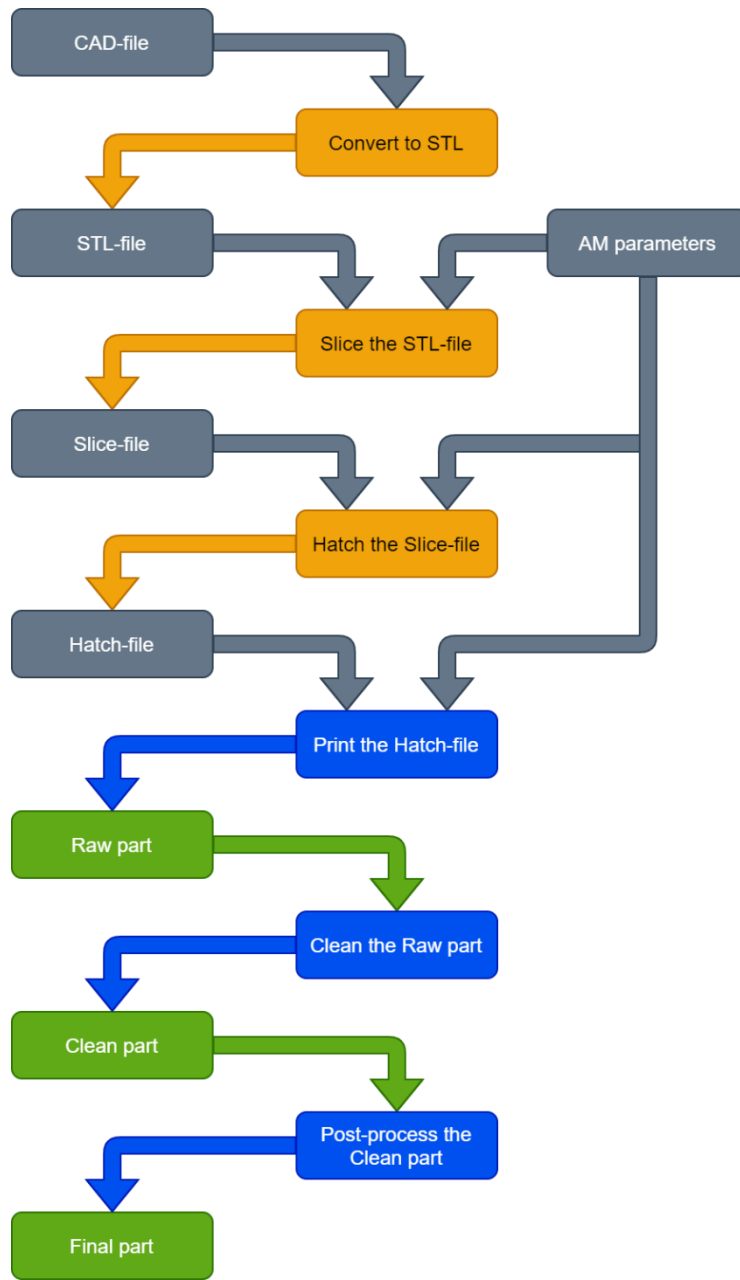 CAD-file
Convert to STL
STL-file
AM parameters
Slice the STL-file
Slice-file
Hatch the Slice-file
Hatch-file
Print the Hatch-file
Raw part
Clean the Raw part
Clean part
Post-process the
Clean part
Final part